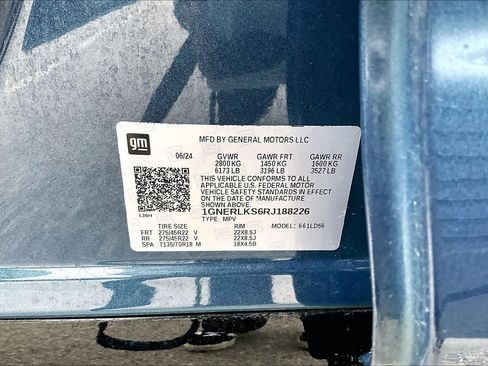 gm
MFD BY GENERAL MOTORS LLC
06/24 GVWR GAWR FRT GAWR RR
2800 KG 1450 KG 1600 KG
6173 LB 3196 LB 3527 LB
THIS VEHICLE CONFORMS TO ALL
APPLICABLE U.S. FEDERAL MOTOR
VEHICLE SAFETY STANDARDS IN
EFFECT ON THE DATE OF
MANUFACTURE SHOWN ABOVE.
1GNERLKS6RJ188226
TYPE: MPV
TIRE SIZE RIM MODEL: 661LD56
FRT 275/45R22 V 22X8.5J
RR 275/45R22 V 22X8.5J
SPA T135/70R18 M 18X4.5B